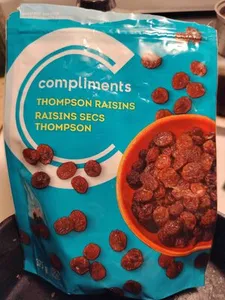 compliments
THOMPSON RAISINS
RAISINS SECS
THOMPSON